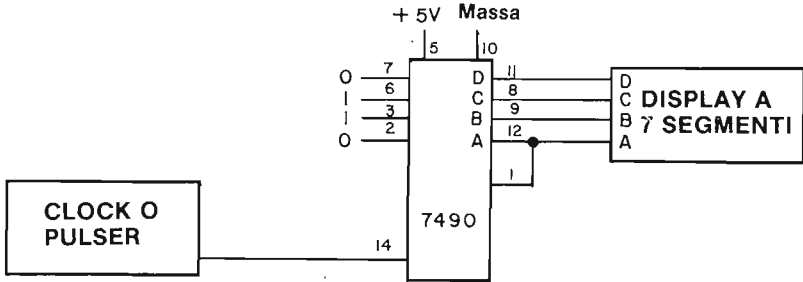 + 5V Massa
5 10
0 7 D 11 D
1 6 C 8 C DISPLAY A
1 3 B 9 B 7 SEGMENTI
0 2 A 12 A
1
CLOCK O
PULSER
7490
14